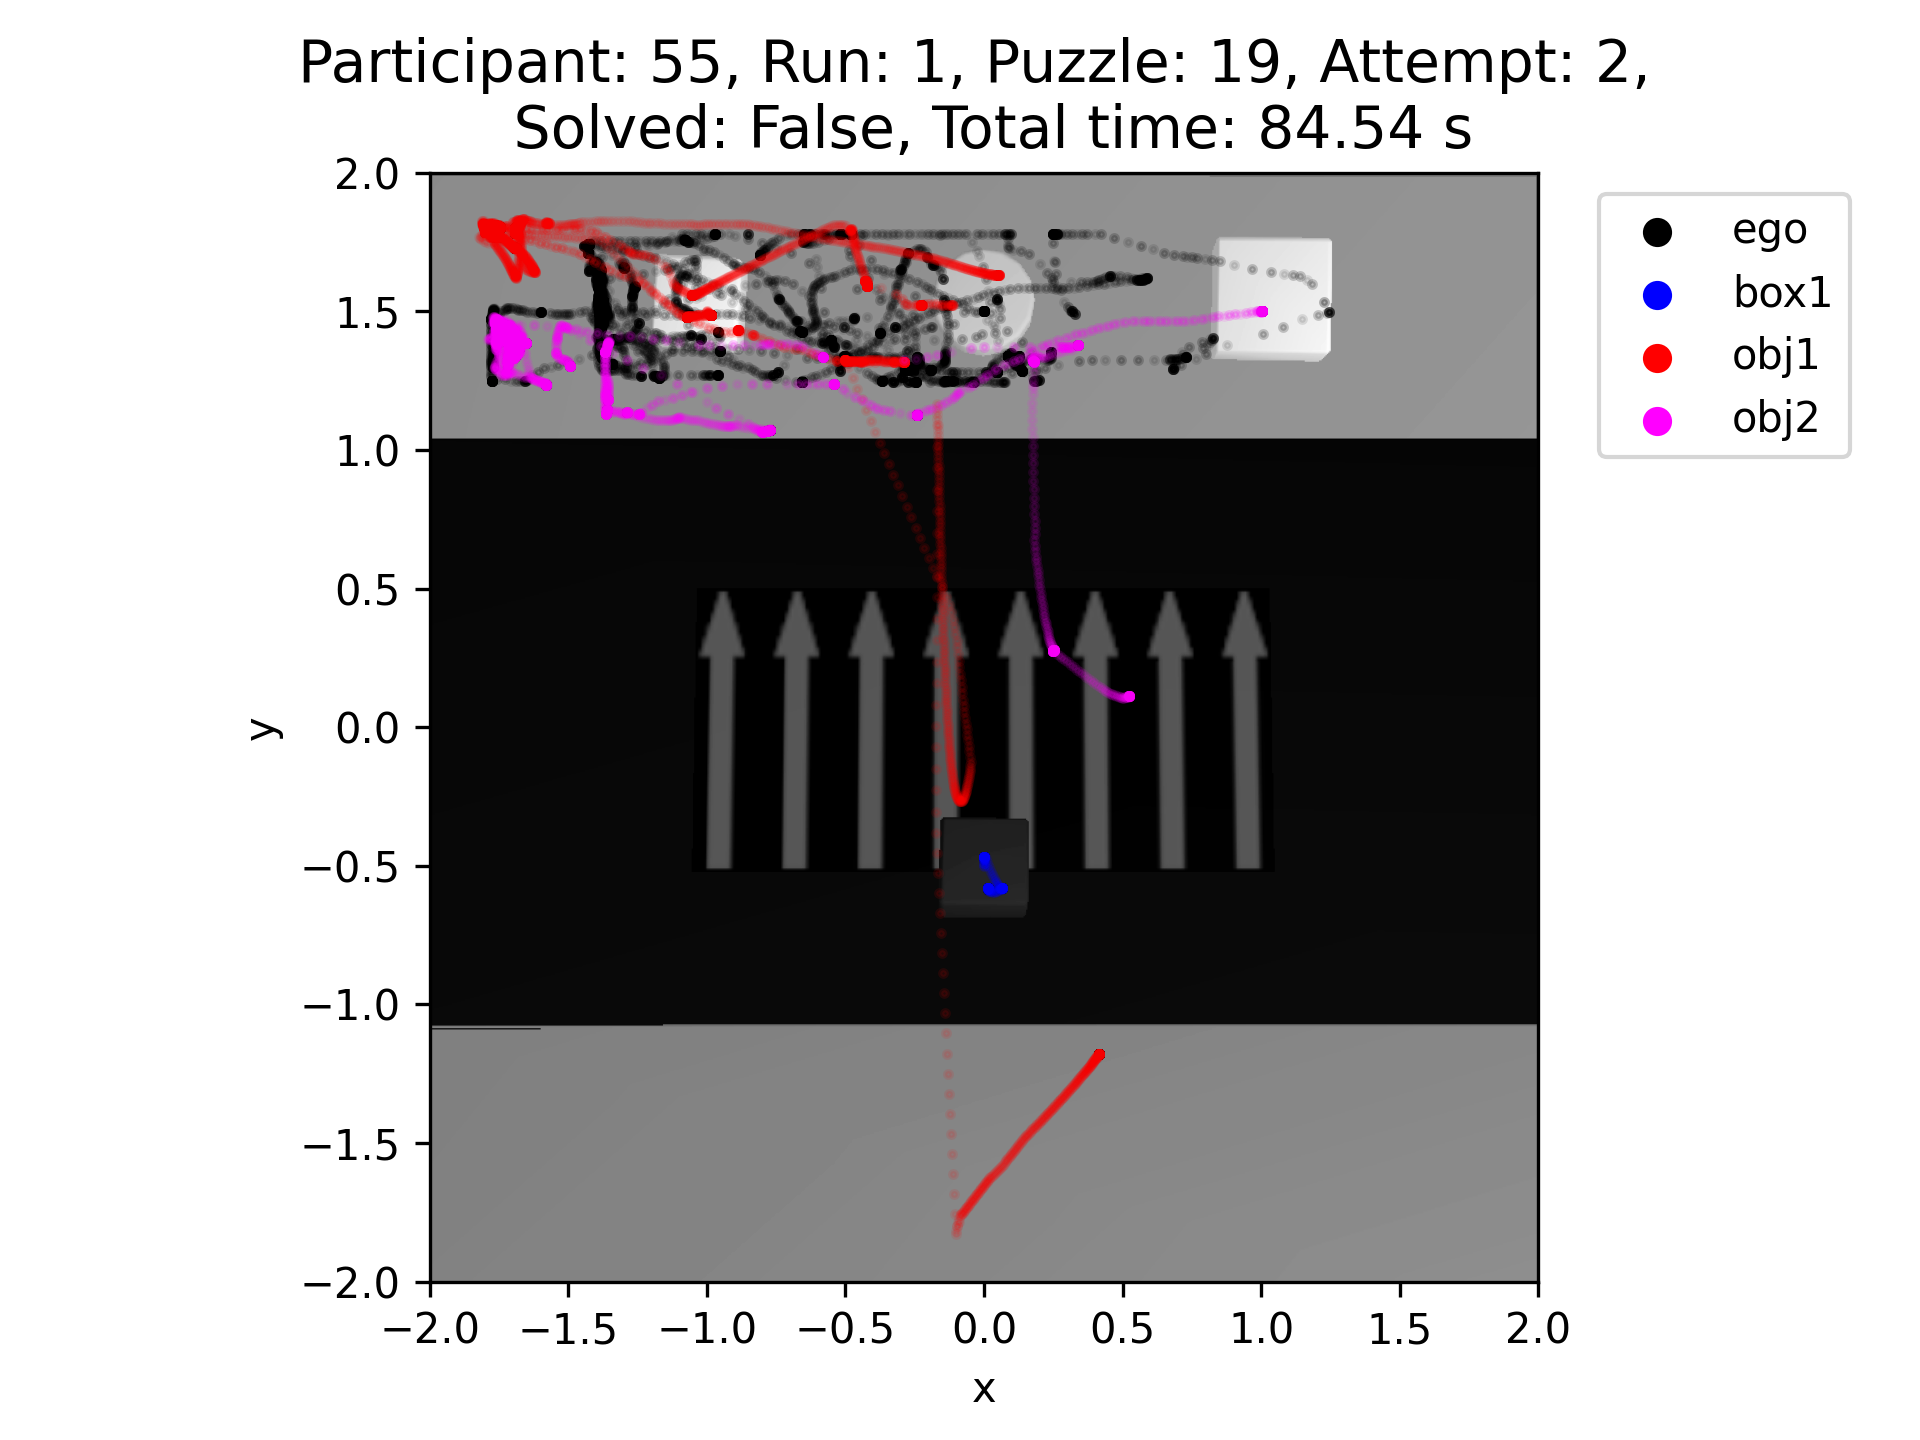 Participant: 55, Run: 1, Puzzle: 19, Attempt: 2,
Solved: False, Total time: 84.54 s
ego
box1
obj1
obj2
2.0
1.5
1.0
0.5
0.0
−0.5
−1.0
−1.5
−2.0
y
−2.0 −1.5 −1.0 −0.5 0.0 0.5 1.0 1.5 2.0
x